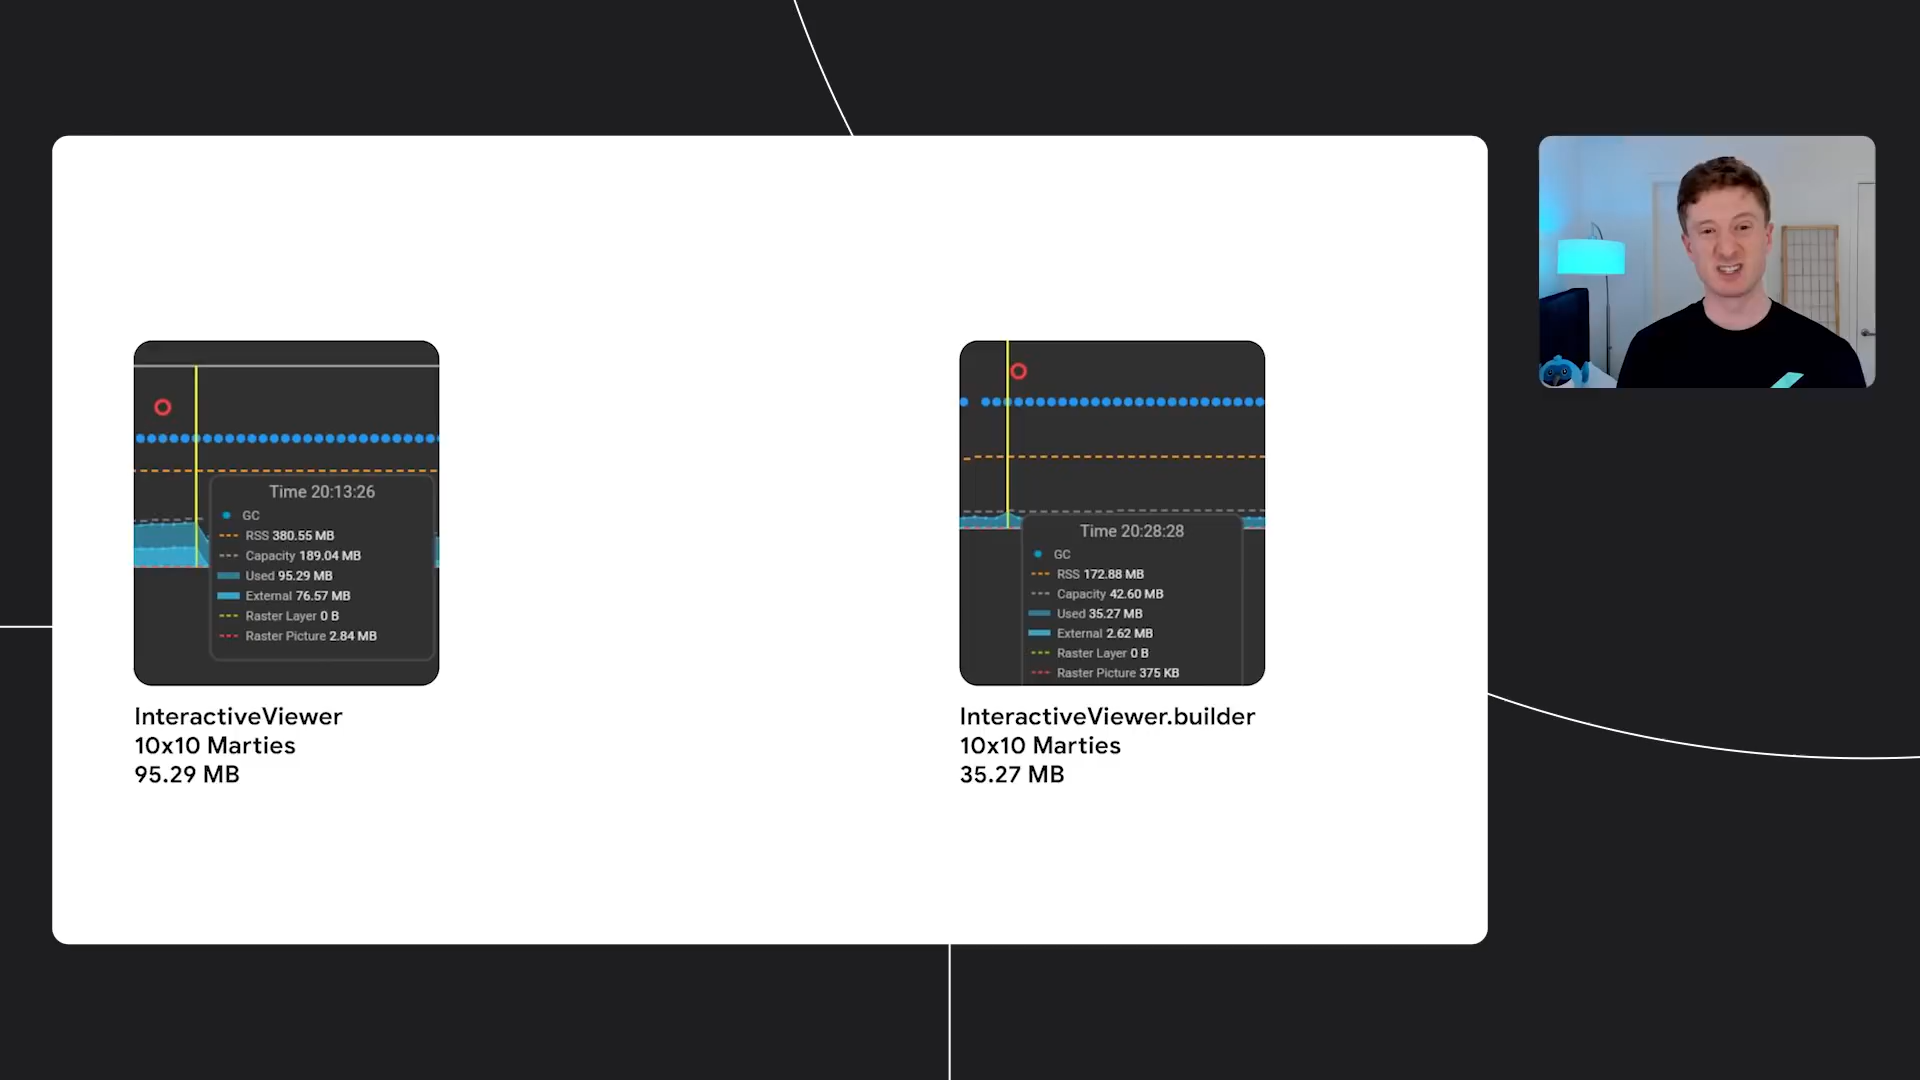 Time 20:13:26
GC
RSS 380.55 MB
Capacity 189.04 MB
Used 95.29 MB
External 76.57 MB
Raster Layer 0 B
Raster Picture 2.84 MB
InteractiveViewer
10x10 Marties
95.29 MB
Time 20:28:28
GC
RSS 172.88 MB
Capacity 42.60 MB
Used 35.27 MB
External 2.62 MB
Raster Layer 0 B
Raster Picture 375 KB
InteractiveViewer.builder
10x10 Marties
35.27 MB